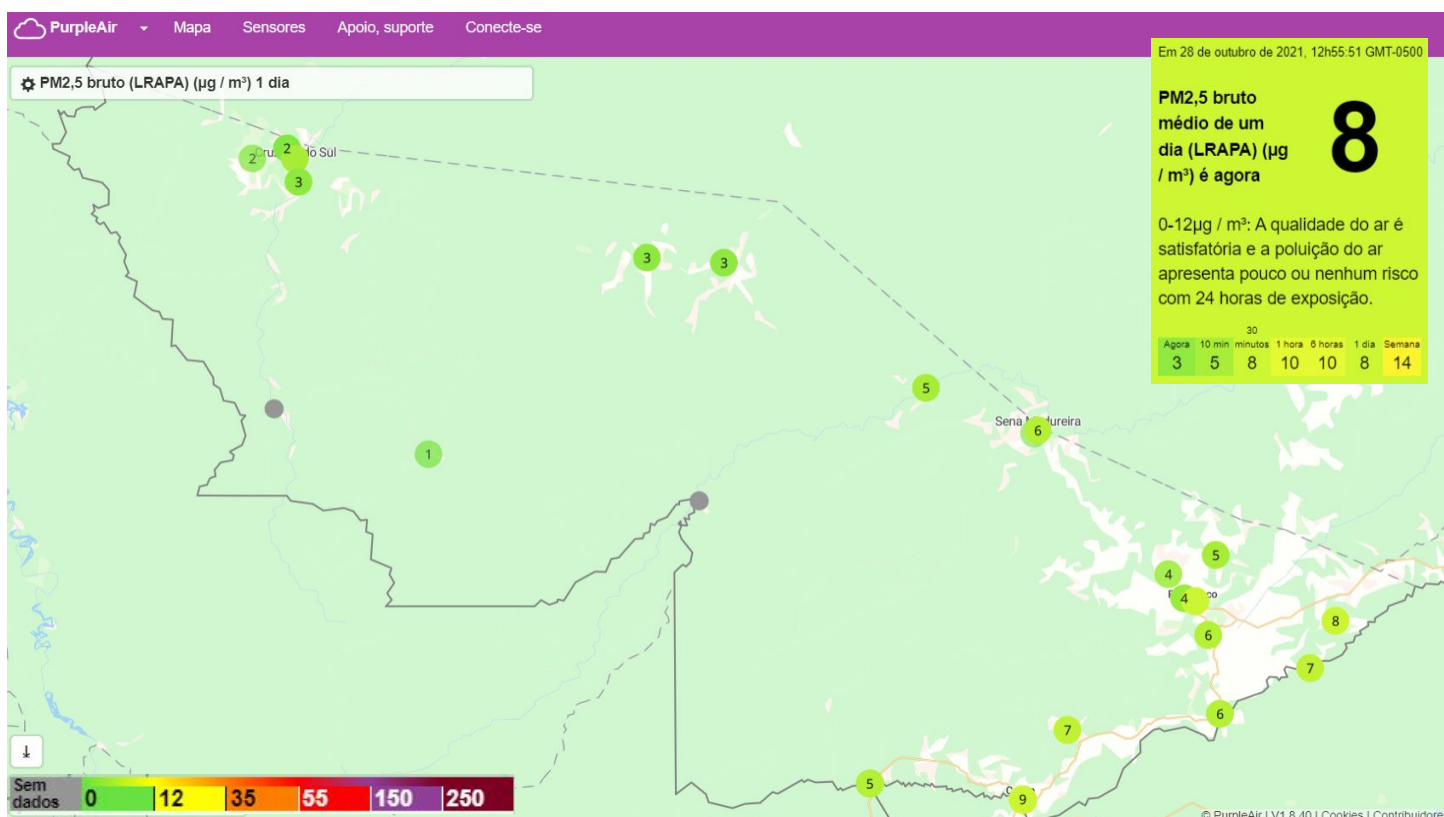 PurpleAir Mapa Sensores Apoio, suporte Conecte-se
PM2,5 bruto (LRAPA) (µg / m³) 1 dia
Em 28 de outubro de 2021, 12h55:51 GMT-0500
PM2,5 bruto
médio de um
dia (LRAPA) (µg
/ m³) é agora
8
0-12µg / m³: A qualidade do ar é
satisfatória e a poluição do ar
apresenta pouco ou nenhum risco
com 24 horas de exposição.
Agora 10 min 30 minutos 1 hora 6 horas 1 dia Semana
3 5 8 10 10 8 14
2
2
do Sul
3
3
3
5
Sena
6
1
5
4
4
8
6
7
6
7
5
9
Sem
dados
0 12 35 55 150 250
© PurpleAir | V1.8.40 | Cookies | Contribuidore